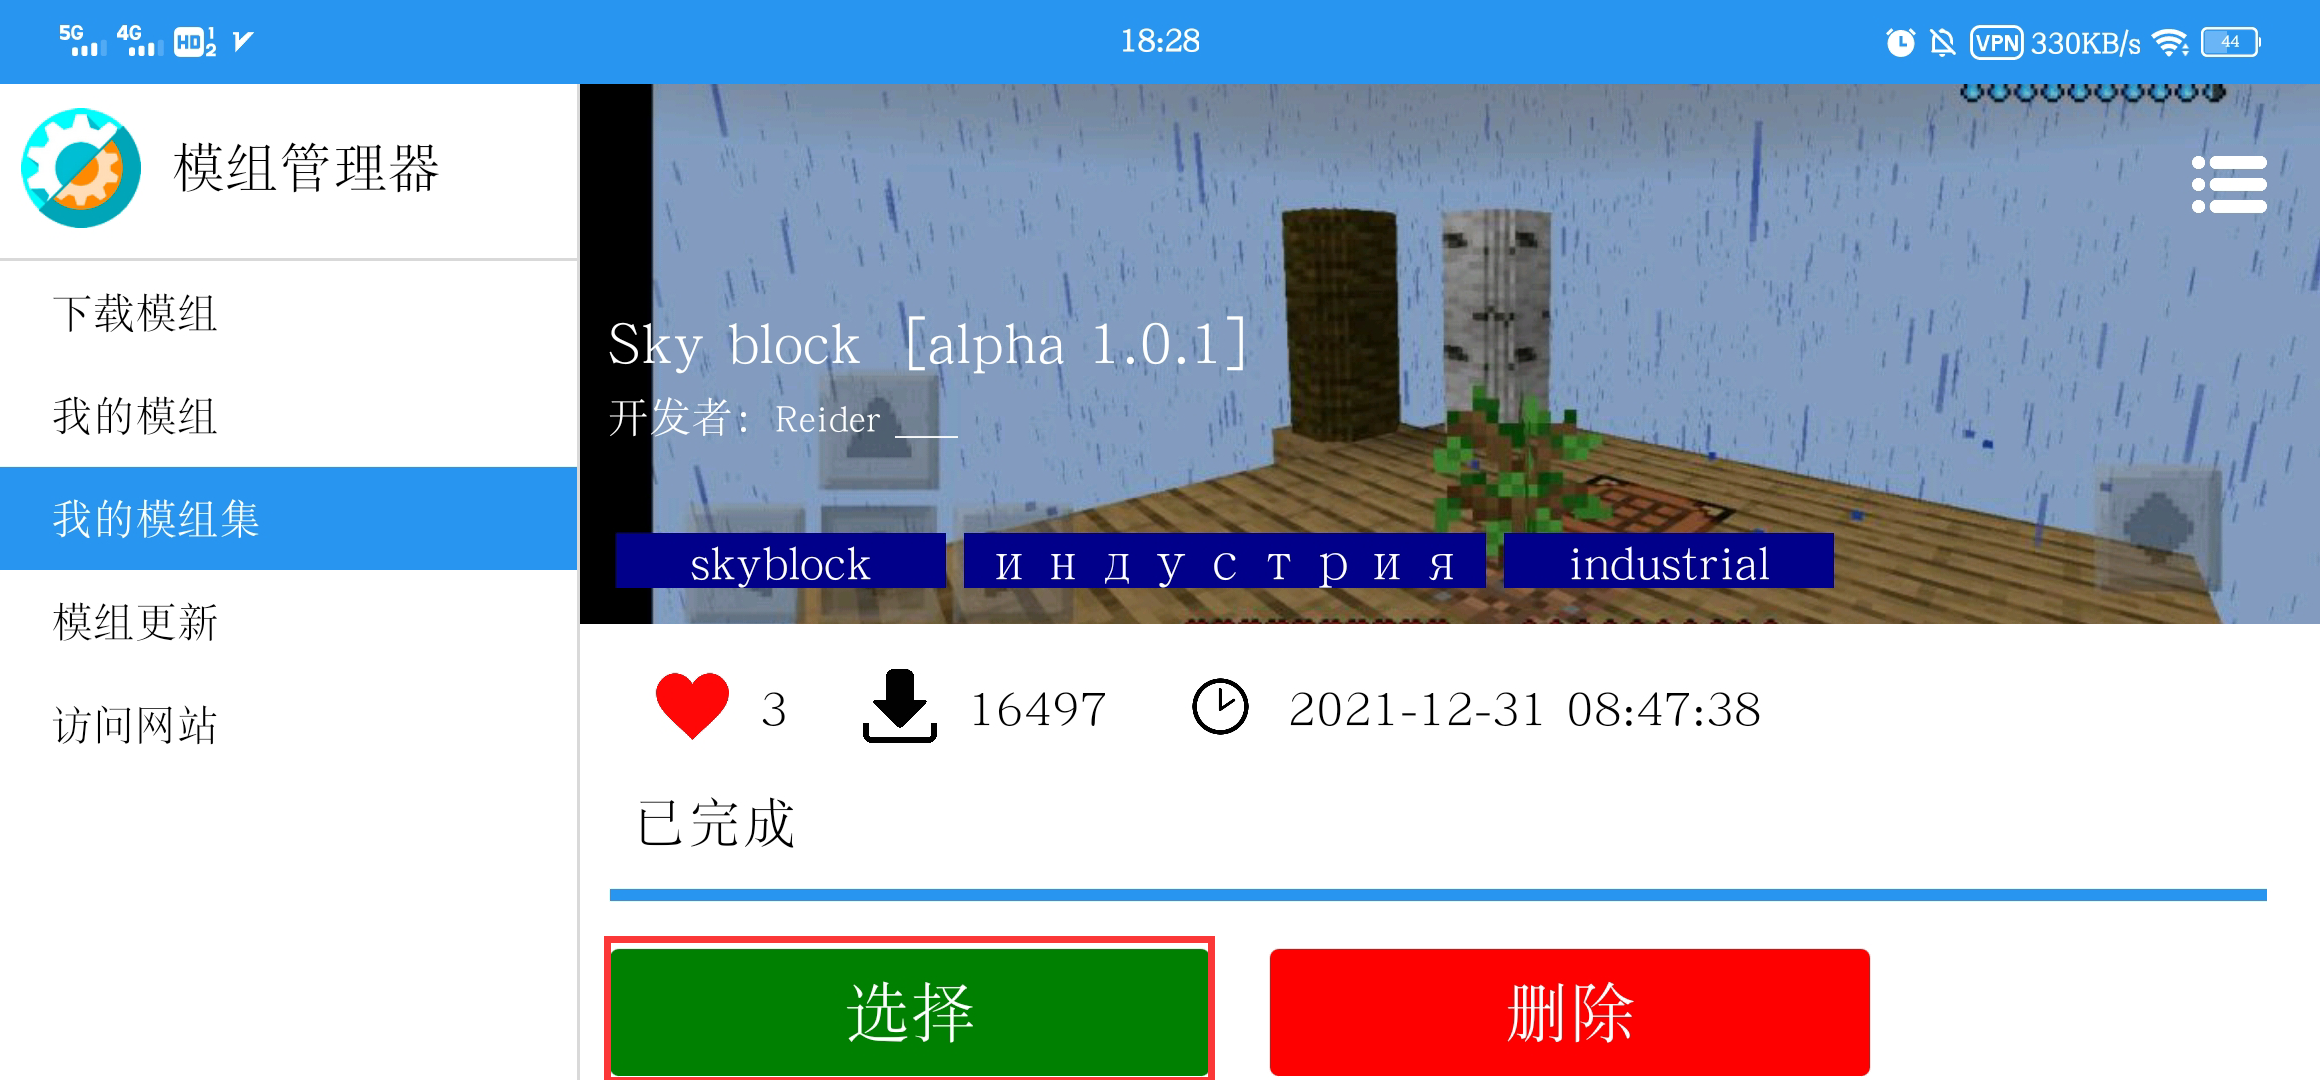 5G 4G HD 1 2
18:28
VPN 330KB/s 44
模组管理器
下载模组
我的模组
我的模组集
模组更新
访问网站
Sky block [alpha 1.0.1]
开发者: Reider ___
skyblock индустрия industrial
3 16497 2021-12-31 08:47:38
已完成
选择 删除